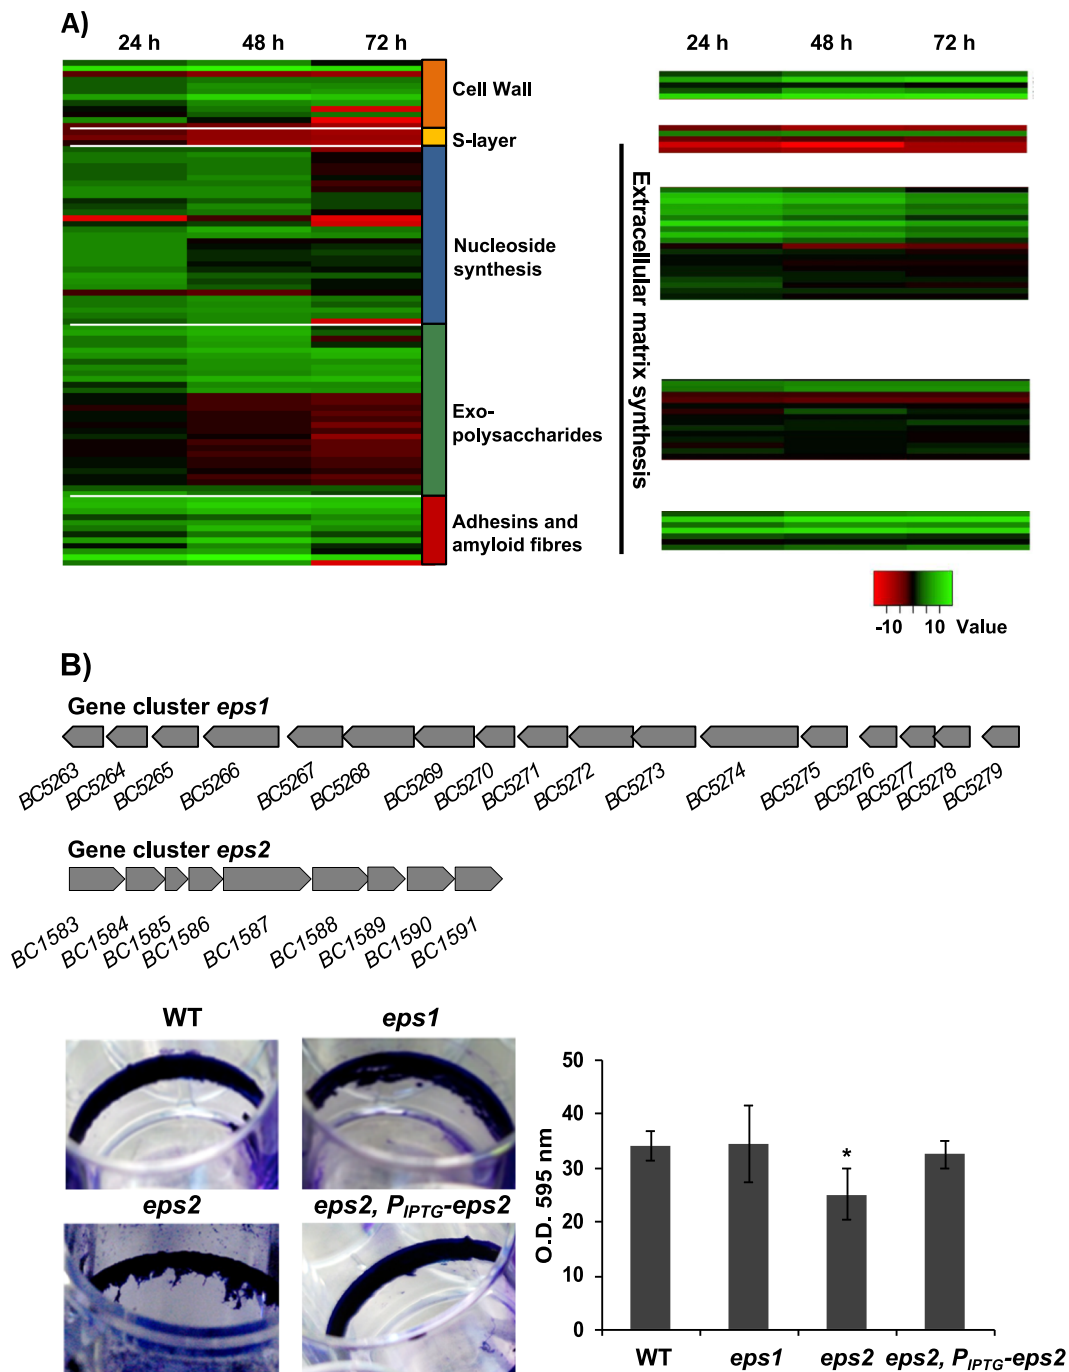 A)
24 h 48 h 72 h
24 h 48 h 72 h
Cell Wall
S-layer
Nucleoside
synthesis
Exo-
polysaccharides
Adhesins and
amyloid fibres
Extracellular matrix synthesis
-10 10 Value
B)
Gene cluster eps1
BC5263 BC5264 BC5265 BC5266 BC5267 BC5268 BC5269 BC5270 BC5271 BC5272 BC5273 BC5274 BC5275 BC5276 BC5277 BC5278 BC5279
Gene cluster eps2
BC1583 BC1584 BC1585 BC1586 BC1587 BC1588 BC1589 BC1590 BC1591
WT eps1
eps2 eps2, PIPTG-eps2
50
40
30
20
10
0
O.D. 595 nm
*
WT eps1 eps2 eps2, PIPTG-eps2